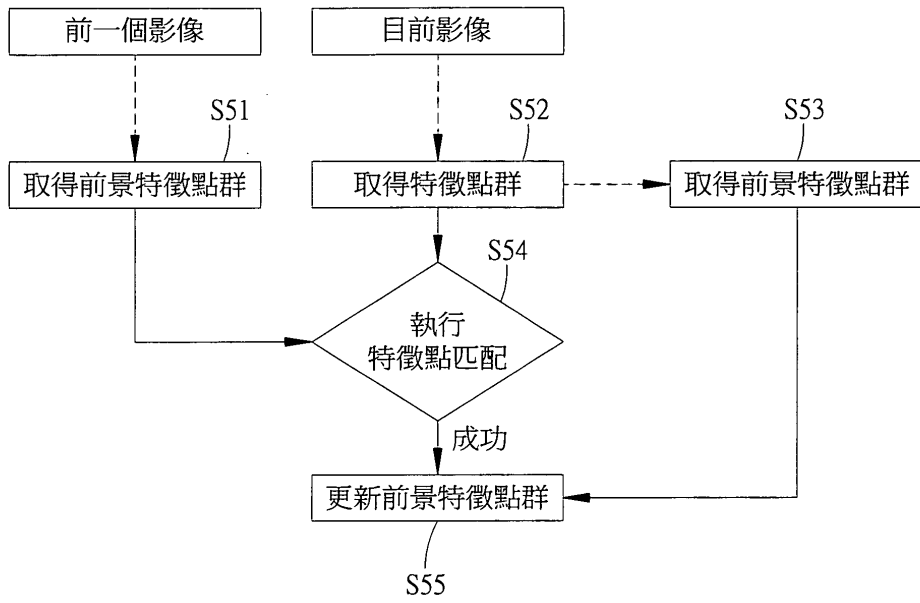 前一個影像
目前影像
S51
S52
S53
取得前景特徵點群
取得特徵點群
取得前景特徵點群
S54
執行
特徵點匹配
成功
更新前景特徵點群
S55